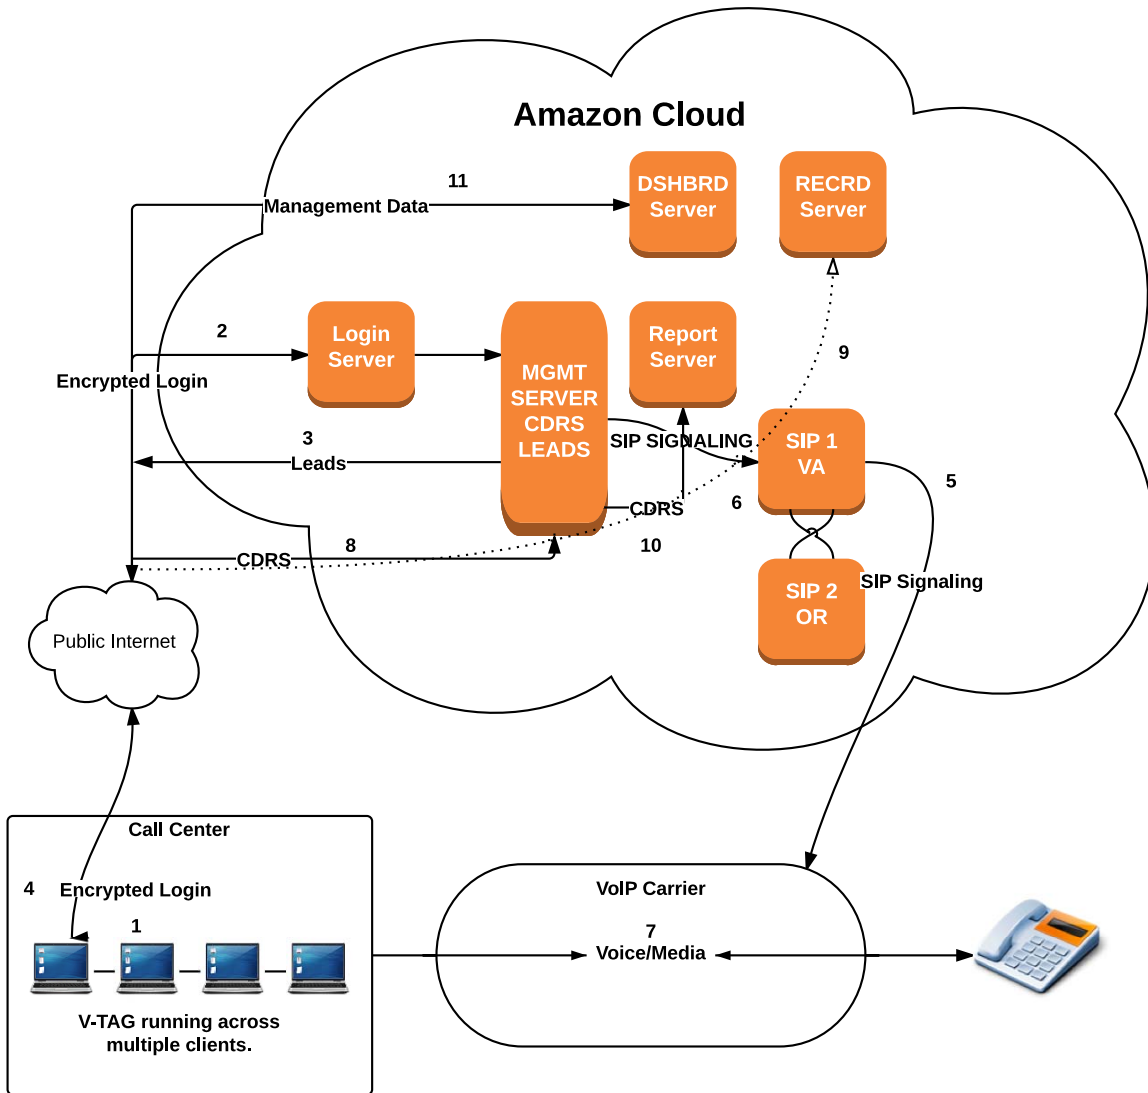 Amazon Cloud
11
Management Data
DSHBRD
Server
RECRD
Server
2
Encrypted Login
Login
Server
MGMT
SERVER
CDRS
LEADS
Report
Server
9
3
Leads
SIP SIGNALING
SIP 1
VA
5
6
CDRS
8
CDRS
10
SIP 2
OR
SIP Signaling
Public Internet
Call Center
4
Encrypted Login
1
V-TAG running across
multiple clients.
VoIP Carrier
7
Voice/Media